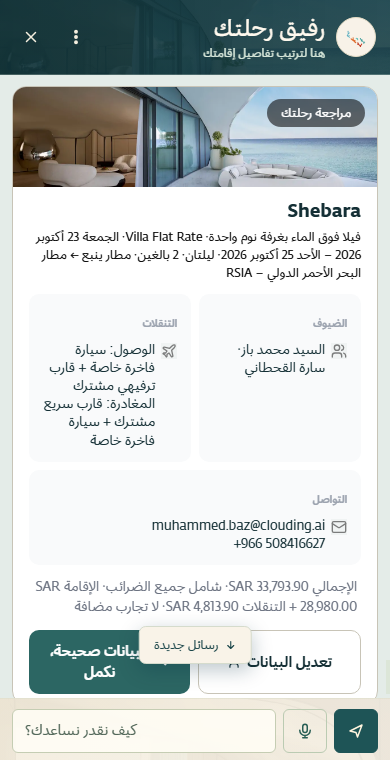 رفيق رحلتك
هنا لترتيب تفاصيل إقامتك
مراجعة رحلتك
Shebara
فيلا فوق الماء بغرفة نوم واحدة· Villa Flat Rate· الجمعة 23 أكتوبر
2026 – الأحد 25 أكتوبر 2026· ليلتان· 2 بالغين· مطار ينبع ← مطار
البحر الأحمر الدولي – RSIA
الضيوف
السيد محمد باز·
سارة القحطاني
التنقلات
الوصول: سيارة
فاخرة خاصة + قارب
ترفيهي مشترك
المغادرة: قارب سريع
مشترك + سيارة
فاخرة خاصة
التواصل
muhammed.baz@clouding.ai
+966 508416627
الإجمالي SAR 33,793.90· شامل جميع الضرائب· الإقامة SAR
28,980.00 + التنقلات SAR 4,813.90· لا تجارب مضافة
تعديل البيانات
البيانات صحيحة،
نكمل
رسائل جديدة
كيف نقدر نساعدك؟